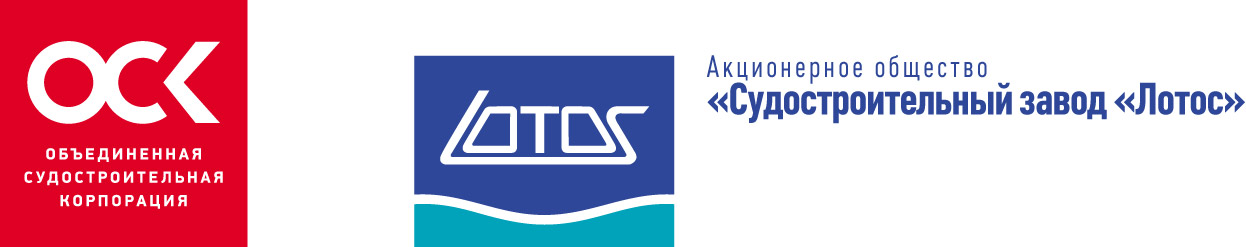 ОСК
ОБЪЕДИНЕННАЯ
СУДОСТРОИТЕЛЬНАЯ
КОРПОРАЦИЯ
LOTOS
Акционерное общество
«Судостроительный завод «Лотос»